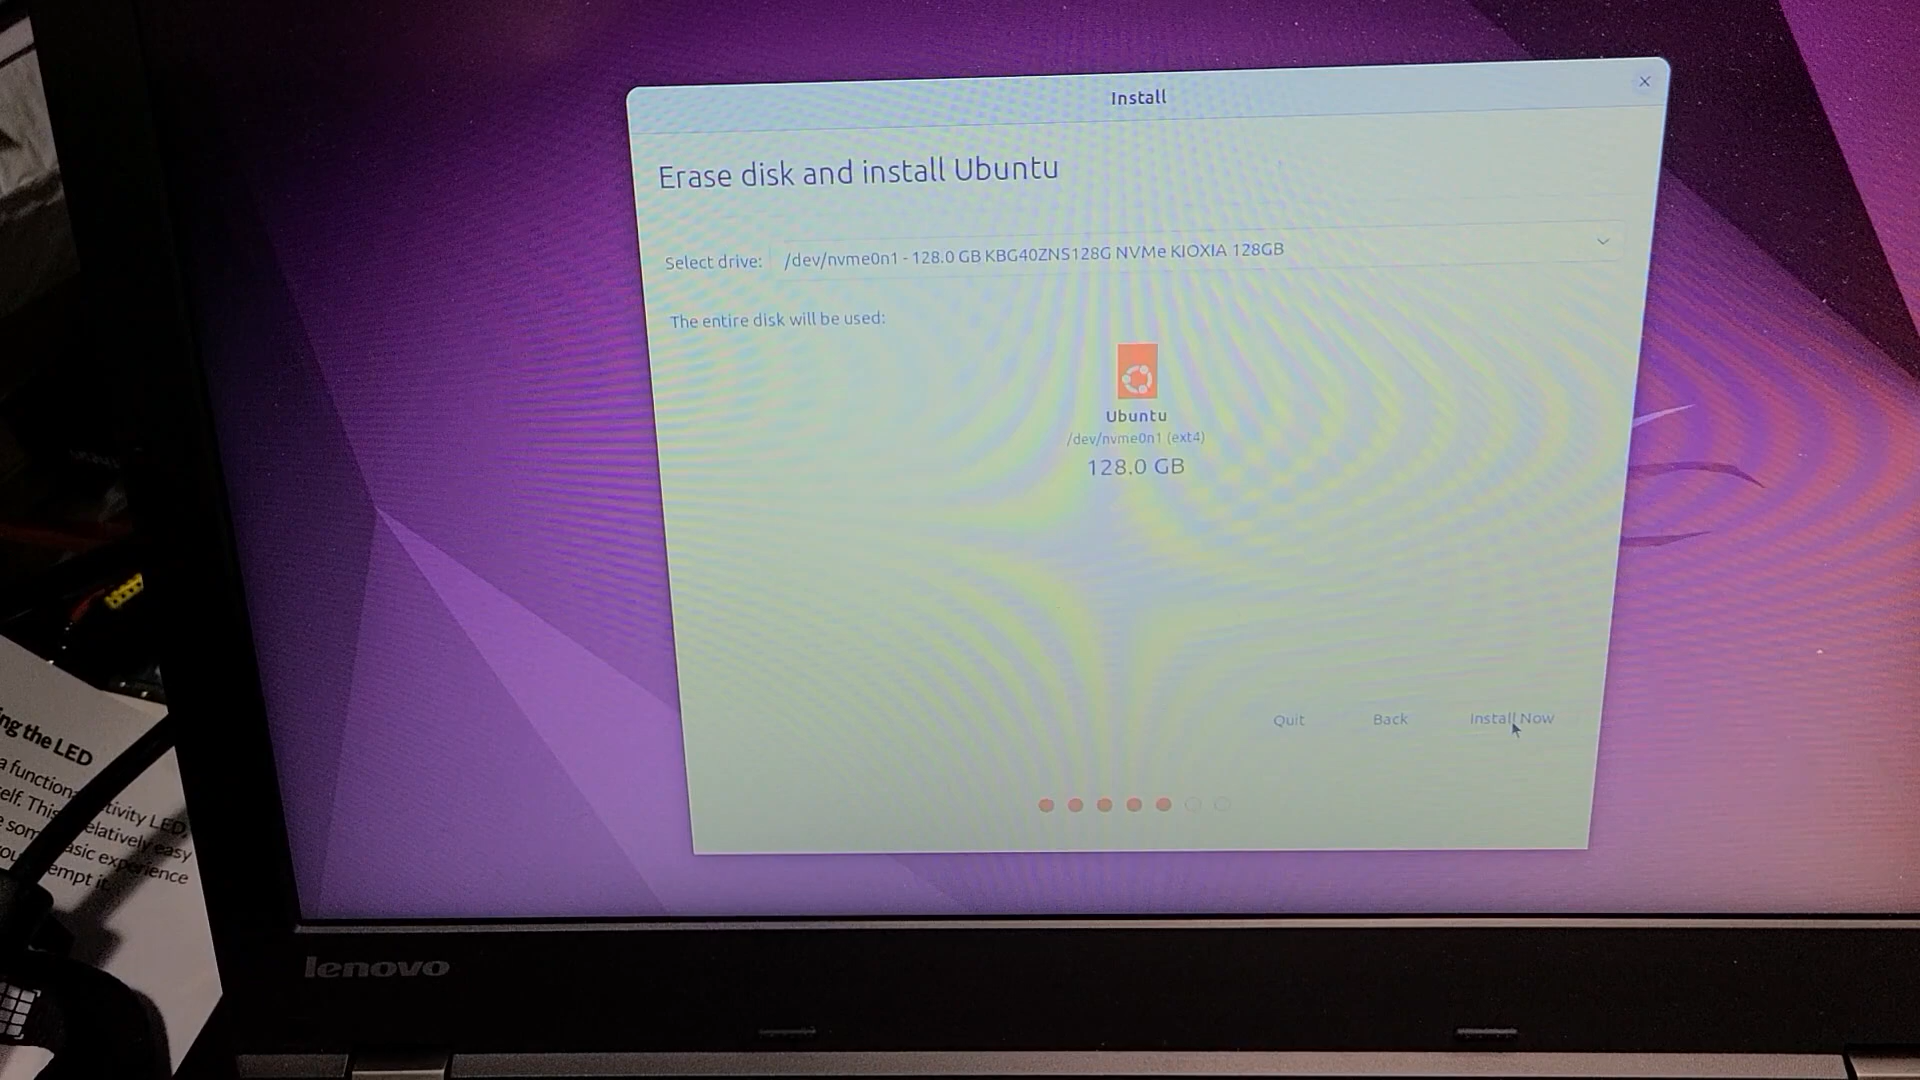 Install
Erase disk and install Ubuntu
Select drive: /dev/nvme0n1 - 128.0 GB KBG40ZNS128G NVMe KIOXIA 128GB
The entire disk will be used:
Ubuntu
/dev/nvme0n1 (ext4)
128.0 GB
Quit Back Install Now
ing the LED
a function tivity LED,
elf. This elatively easy
som asic experience
empt it.
lenovo